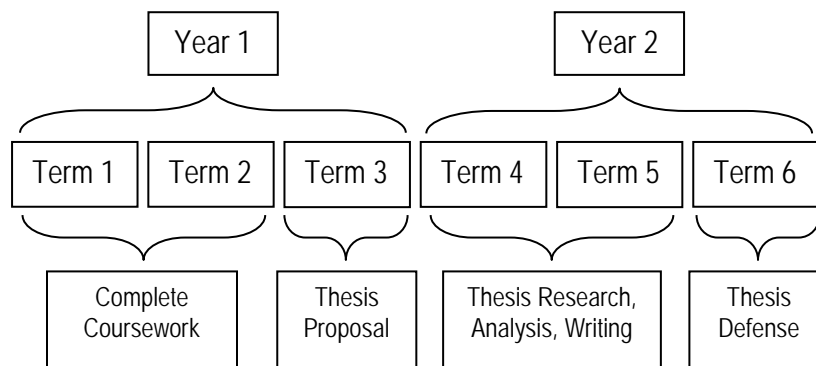 Year 1
Year 2
Term 1
Term 2
Term 3
Term 4
Term 5
Term 6
Complete
Coursework
Thesis
Proposal
Thesis Research,
Analysis, Writing
Thesis
Defense